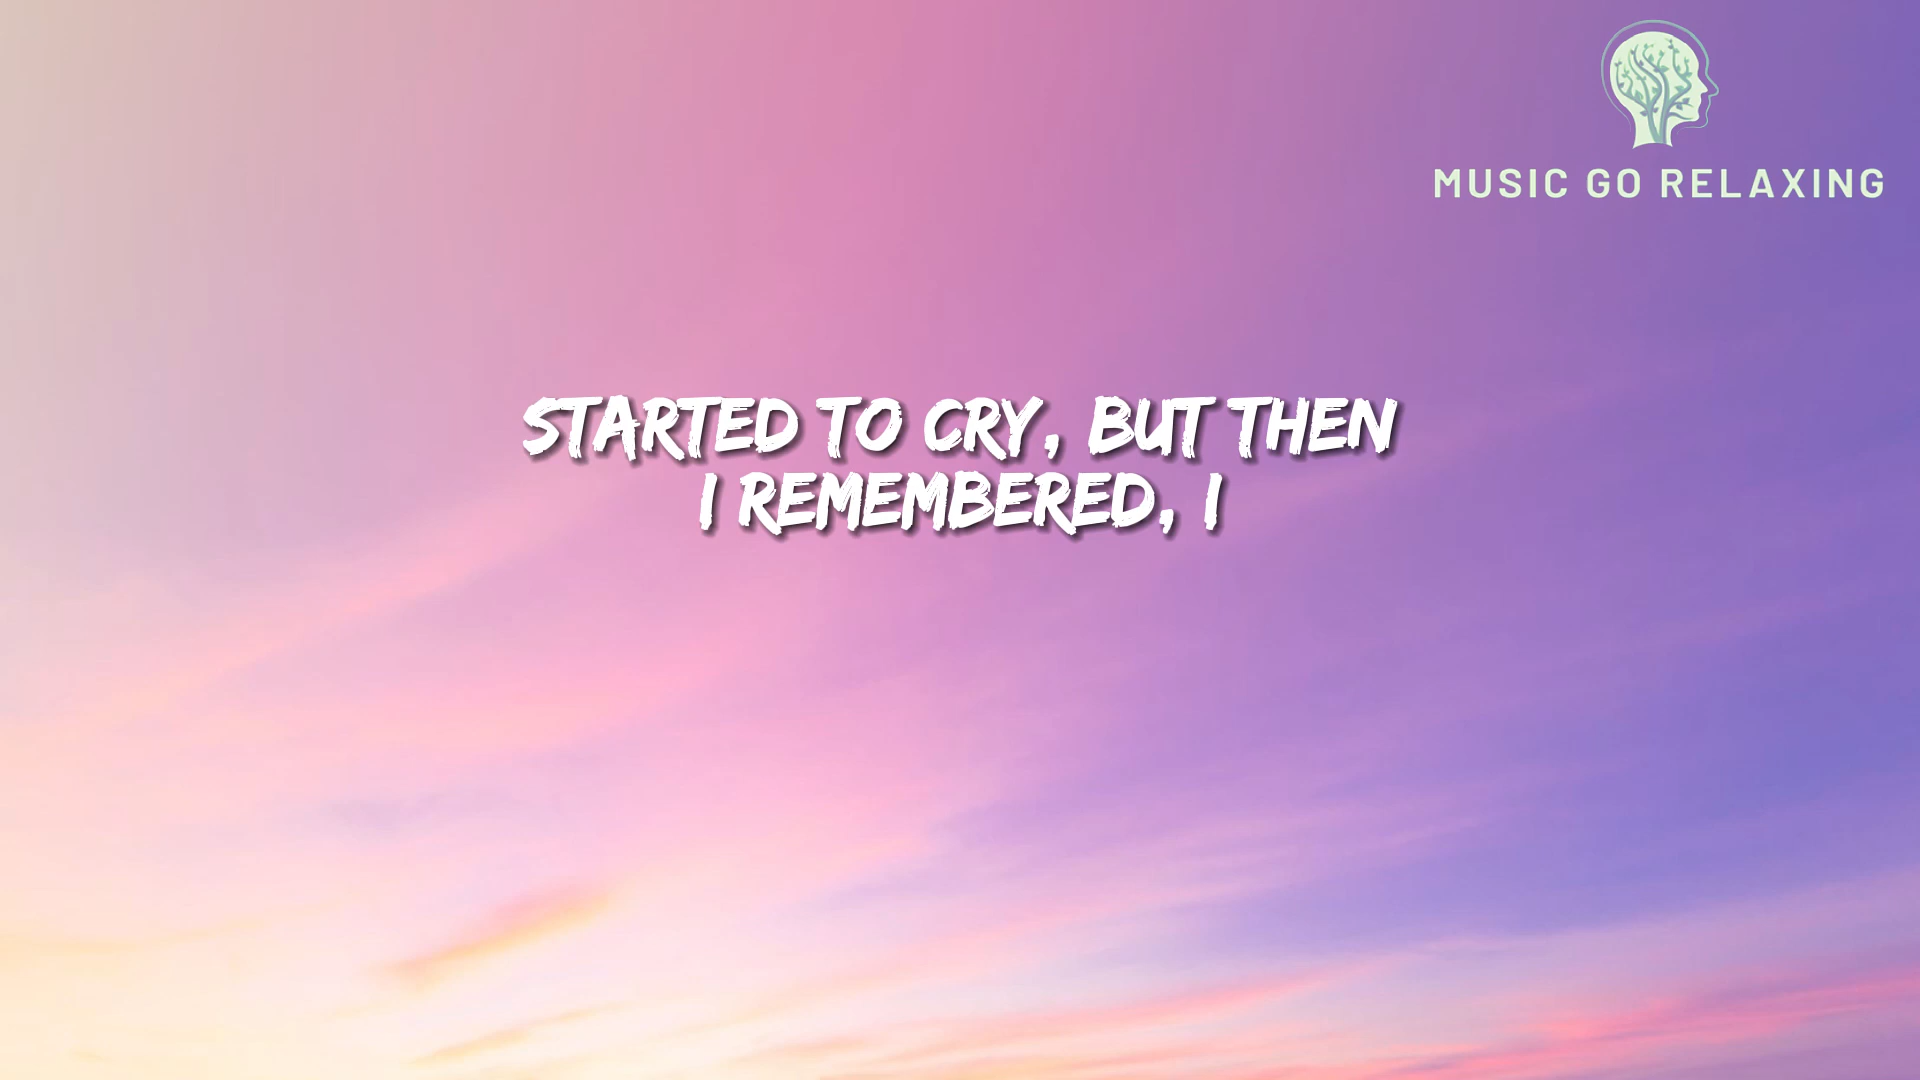 MUSIC GO RELAXING
STARTED TO CRY, BUT THEN
I REMEMBERED, I